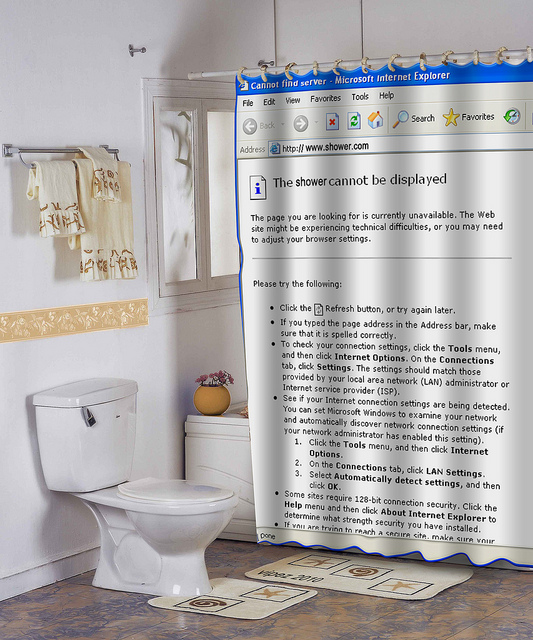 Cannot find server - Microsoft Internet Explorer
File Edit View Favorites Tools Help
Back Search Favorites
Address http://www.shower.com
The shower cannot be displayed
The page you are looking for is currently unavailable. The Web
site might be experiencing technical difficulties, or you may need
to adjust your browser settings.
Please try the following:
• Click the Refresh button, or try again later.
• If you typed the page address in the Address bar, make
sure that it is spelled correctly.
• To check your connection settings, click the Tools menu,
and then click Internet Options. On the Connections
tab, click Settings. The settings should match those
provided by your local area network (LAN) administrator or
Internet service provider (ISP).
• See if your Internet connection settings are being detected.
You can set Microsoft Windows to examine your network
and automatically discover network connection settings (if
your network administrator has enabled this setting).
1. Click the Tools menu, and then click Internet
Options.
2. On the Connections tab, click LAN Settings.
3. Select Automatically detect settings, and then
click OK.
• Some sites require 128-bit connection security. Click the
Help menu and then click About Internet Explorer to
determine what strength security you have installed.
• If you are trying to reach a secure site, make sure your
Done